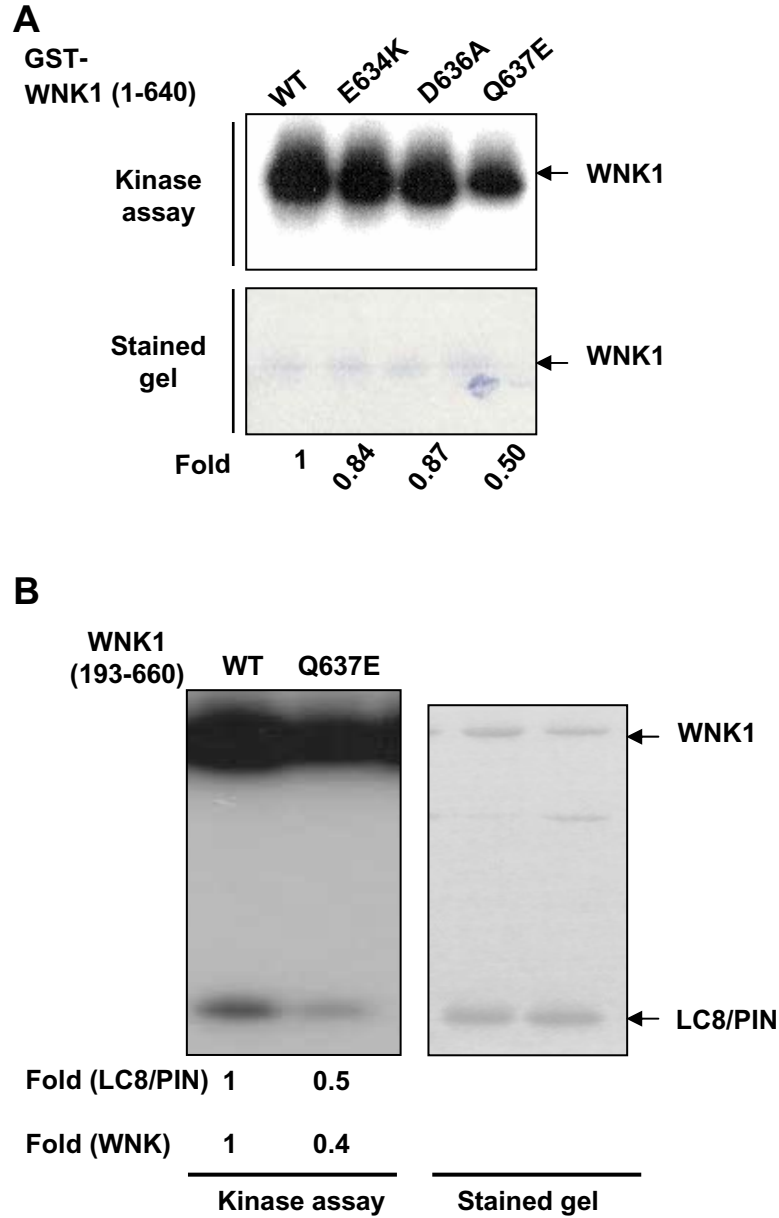 A
GST-
WNK1 (1-640)
WT E634K D636A Q637E
Kinase
assay
WNK1
Stained
gel
WNK1
Fold 1 0.84 0.87 0.50
B
WNK1
(193-660)
WT Q637E
WNK1
LC8/PIN
Fold (LC8/PIN) 1 0.5
Fold (WNK) 1 0.4
Kinase assay Stained gel